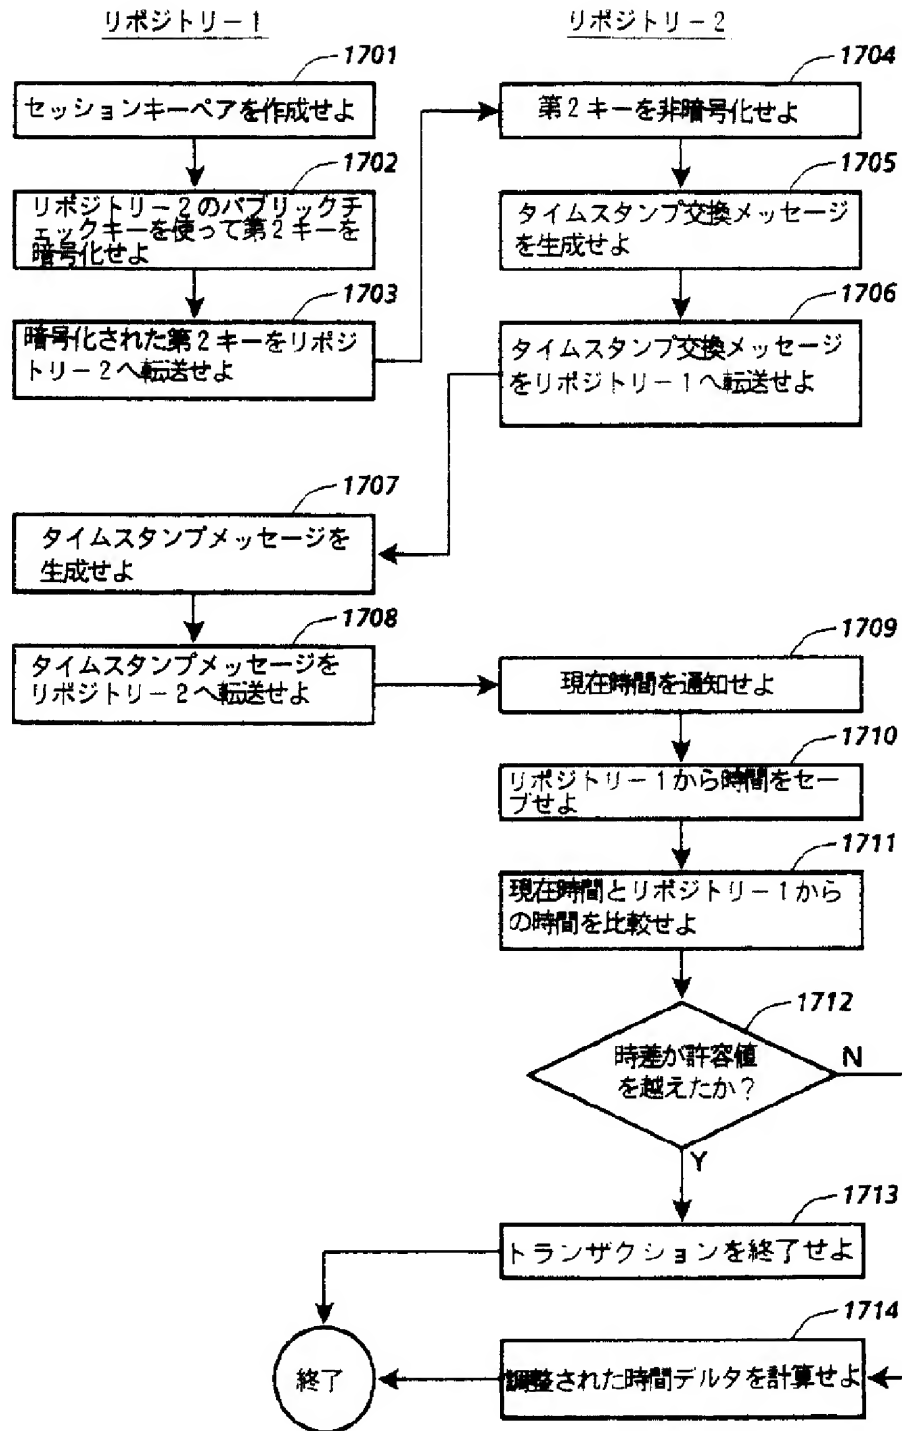 リポジトリー1
リポジトリー2
1701
セッションキーペアを作成せよ
1702
リポジトリー2のパブリックチ
ェックキーを使って第2キーを
暗号化せよ
1703
暗号化された第2キーをリポジ
トリー2へ転送せよ
1704
第2キーを非暗号化せよ
1705
タイムスタンプ交換メッセージ
を生成せよ
1706
タイムスタンプ交換メッセージ
をリポジトリー1へ転送せよ
1707
タイムスタンプメッセージを
生成せよ
1708
タイムスタンプメッセージを
リポジトリー2へ転送せよ
1709
現在時間を通知せよ
1710
リポジトリー1から時間をセー
ブせよ
1711
現在時間とリポジトリー1から
の時間を比較せよ
1712
時差が許容値
を越えたか？
N
Y
1713
トランザクションを終了せよ
1714
調整された時間デルタを計算せよ
終了